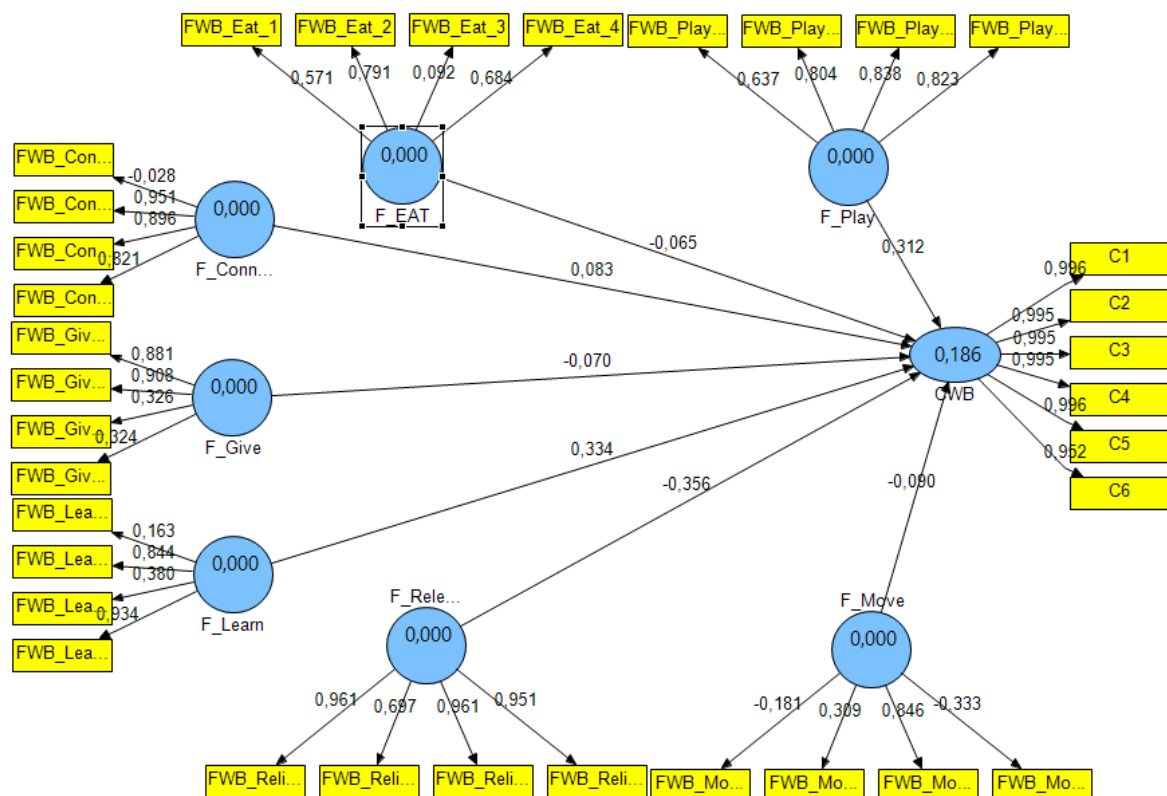 FWB_Eat_1 FWB_Eat_2 FWB_Eat_3 FWB_Eat_4 FWB_Play... FWB_Play... FWB_Play... FWB_Play...
0,571 0,791 0,092 0,684 0,637 0,804 0,838 0,823
0,000 0,000
F_EAT F_Play
FWB_Con...
FWB_Con...
FWB_Con...
FWB_Con...
-0,028
0,951
0,896
0,821
0,000
F_Conn...
-0,065
0,083
0,312
FWB_Giv...
FWB_Giv...
FWB_Giv...
FWB_Giv...
0,881
0,908
0,326
0,324
0,000
F_Give
-0,070
0,186
CWB
0,996
0,995
0,995
0,995
0,996
0,952
C1
C2
C3
C4
C5
C6
FWB_Lea...
FWB_Lea...
FWB_Lea...
FWB_Lea...
0,163
0,844
0,380
0,934
0,000
F_Learn
0,334
-0,356
-0,090
F_Rele... F_Move
0,000 0,000
0,961 0,697 0,961 0,951 -0,181 0,309 0,846 -0,333
FWB_Reli... FWB_Reli... FWB_Reli... FWB_Reli... FWB_Mo... FWB_Mo... FWB_Mo... FWB_Mo...